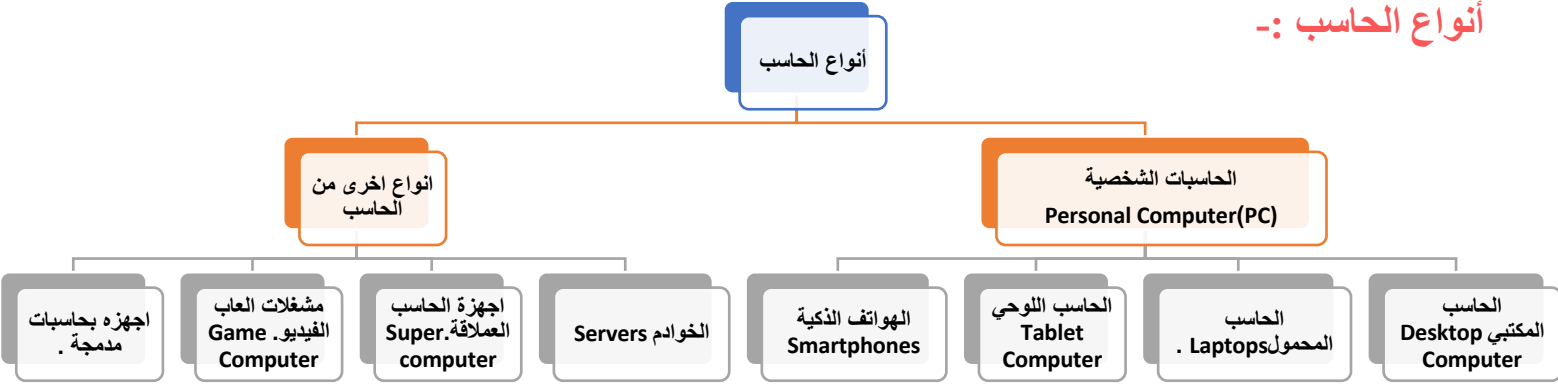 أنواع الحاسب :-
أنواع الحاسب
الحاسبات الشخصية
Personal Computer(PC)
انواع اخرى من
الحاسب
الحاسب
المكتبي Desktop
Computer
الحاسب
المحمولLaptops .
الحاسب اللوحي
Tablet
Computer
الهواتف الذكية
Smartphones
الخوادم Servers
اجهزة الحاسب
العملاقة.Super
computer
مشغلات العاب
الفيديو. Game
Computer
اجهزه بحاسبات
مدمجة .